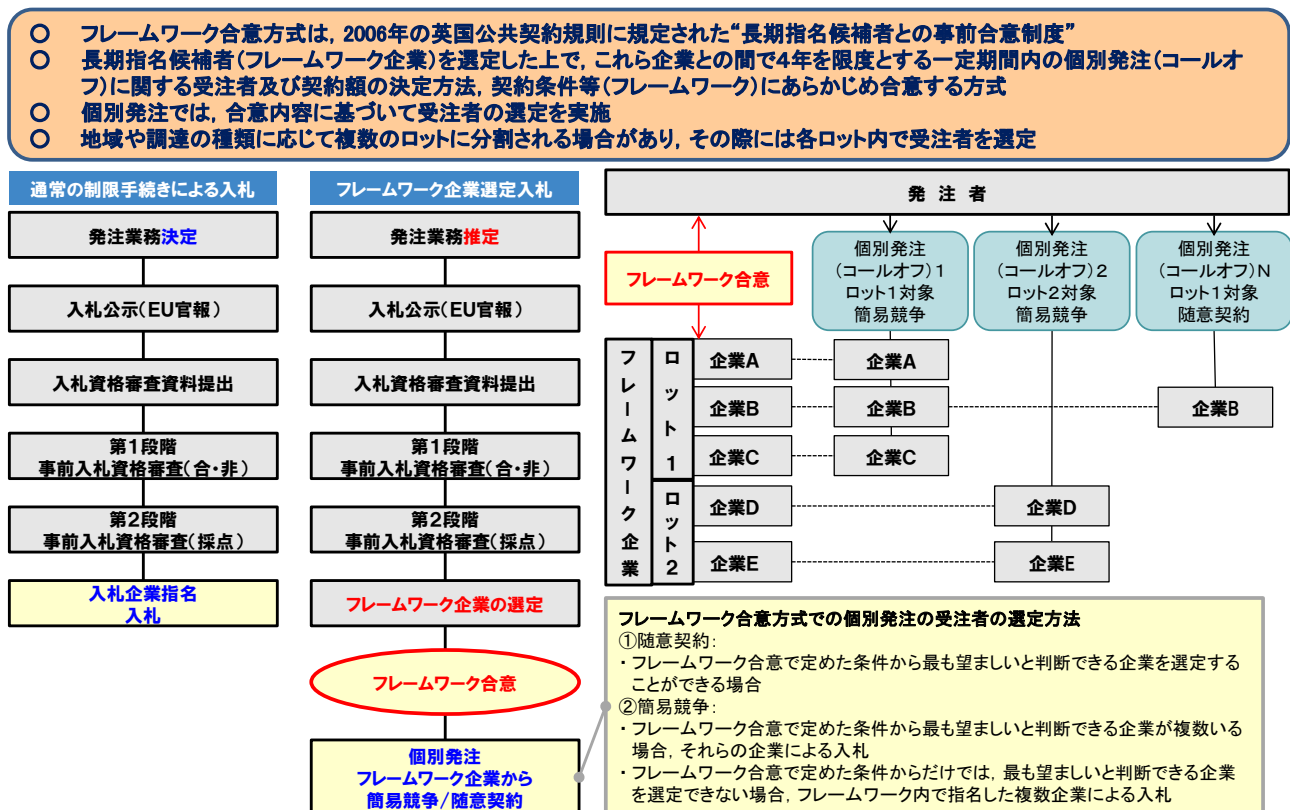 ○ フレームワーク合意方式は，2006年の英国公共契約規則に規定された“長期指名候補者との事前合意制度”
○ 長期指名候補者(フレームワーク企業)を選定した上で，これら企業との間で4年を限度とする一定期間内の個別発注(コールオ
フ)に関する受注者及び契約額の決定方法，契約条件等(フレームワーク)にあらかじめ合意する方式
○ 個別発注では，合意内容に基づいて受注者の選定を実施
○ 地域や調達の種類に応じて複数のロットに分割される場合があり，その際には各ロット内で受注者を選定
通常の制限手続きによる入札
発注業務決定
入札公示(EU官報)
入札資格審査資料提出
第1段階
事前入札資格審査(合・非)
第2段階
事前入札資格審査(採点)
入札企業指名
入札
フレームワーク企業選定入札
発注業務推定
入札公示(EU官報)
入札資格審査資料提出
第1段階
事前入札資格審査(合・非)
第2段階
事前入札資格審査(採点)
フレームワーク企業の選定
フレームワーク合意
個別発注
フレームワーク企業から
簡易競争/随意契約
発 注 者
フレームワーク合意
個別発注
(コールオフ)1
ロット1対象
簡易競争
個別発注
(コールオフ)2
ロット2対象
簡易競争
個別発注
(コールオフ)N
ロット1対象
随意契約
フレームワーク企業
ロット1
企業A
企業A
企業B
企業B
企業B
企業C
企業C
ロット2
企業D
企業D
企業E
企業E
フレームワーク合意方式での個別発注の受注者の選定方法
①随意契約:
・フレームワーク合意で定めた条件から最も望ましいと判断できる企業を選定する
ことができる場合
②簡易競争:
・フレームワーク合意で定めた条件から最も望ましいと判断できる企業が複数いる
場合，それらの企業による入札
・フレームワーク合意で定めた条件からだけでは，最も望ましいと判断できる企業
を選定できない場合，フレームワーク内で指名した複数企業による入札